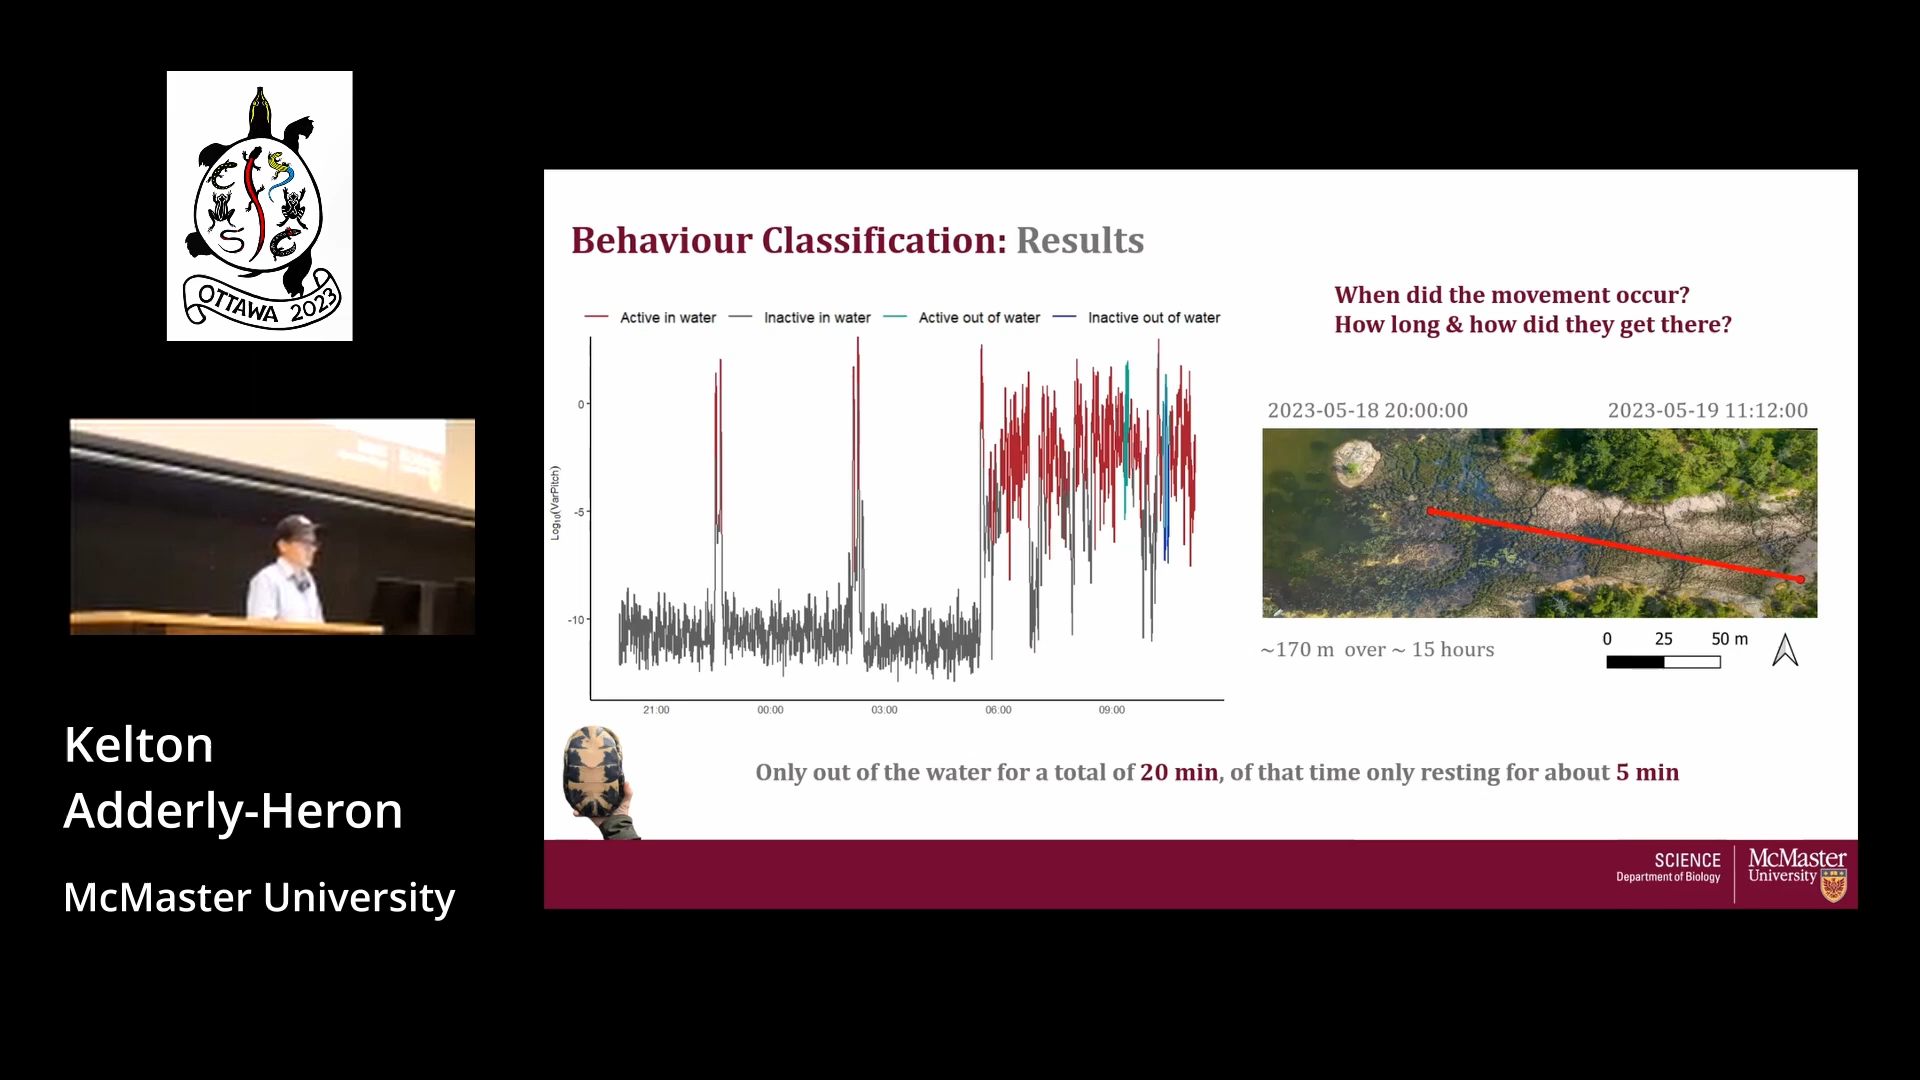 OTTAWA 2023
Kelton
Adderly-Heron
McMaster University
Behaviour Classification: Results
Active in water
Inactive in water
Active out of water
Inactive out of water
Log10(VarPitch)
0
-5
-10
21:00
00:00
03:00
06:00
09:00
When did the movement occur?
How long & how did they get there?
2023-05-18 20:00:00
2023-05-19 11:12:00
~170 m over ~ 15 hours
0 25 50 m
Only out of the water for a total of 20 min, of that time only resting for about 5 min
SCIENCE
Department of Biology
McMaster
University